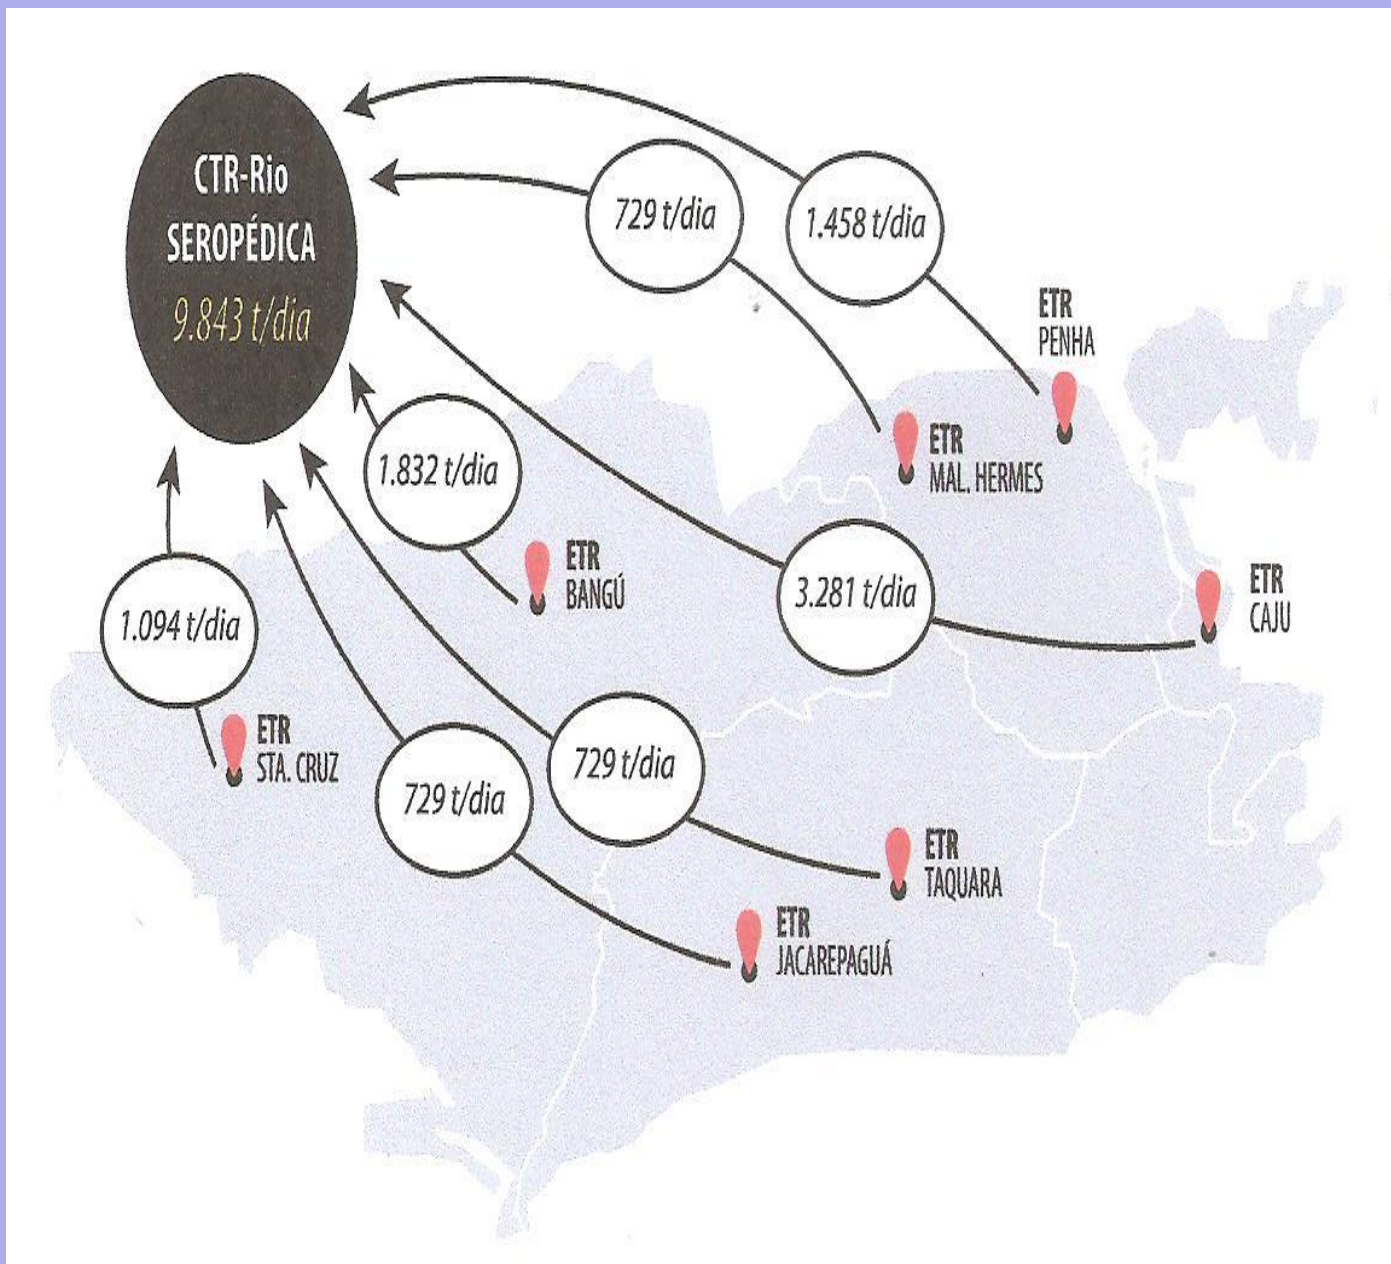 CTR-Rio
SEROPÉDICA
9.843 t/dia
729 t/dia
1.458 t/dia
ETR
PENHA
ETR
MAL. HERMES
1.832 t/dia
ETR
BANGÚ
3.281 t/dia
ETR
CAJU
1.094 t/dia
ETR
STA. CRUZ
729 t/dia
729 t/dia
ETR
TAQUARA
ETR
JACAREPAGUÁ